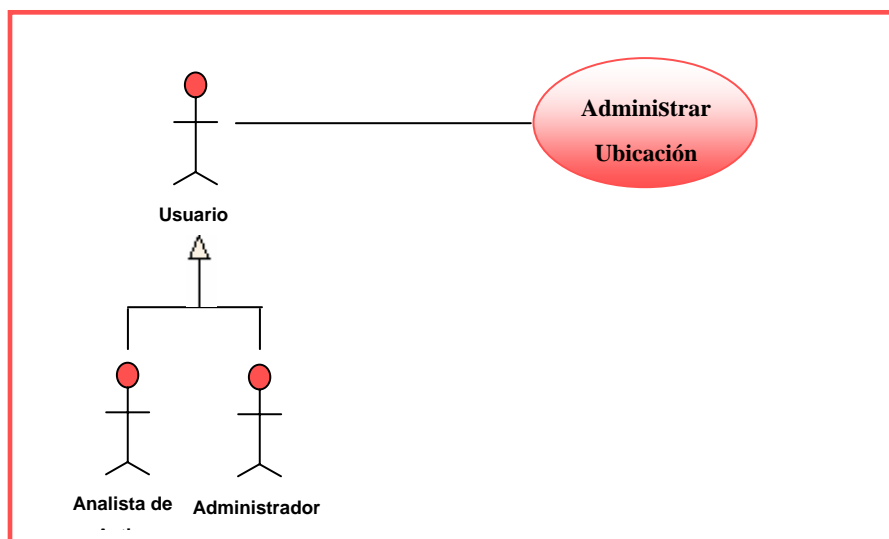 AdminiStrar
Ubicación
Usuario
Analista de
Administrador